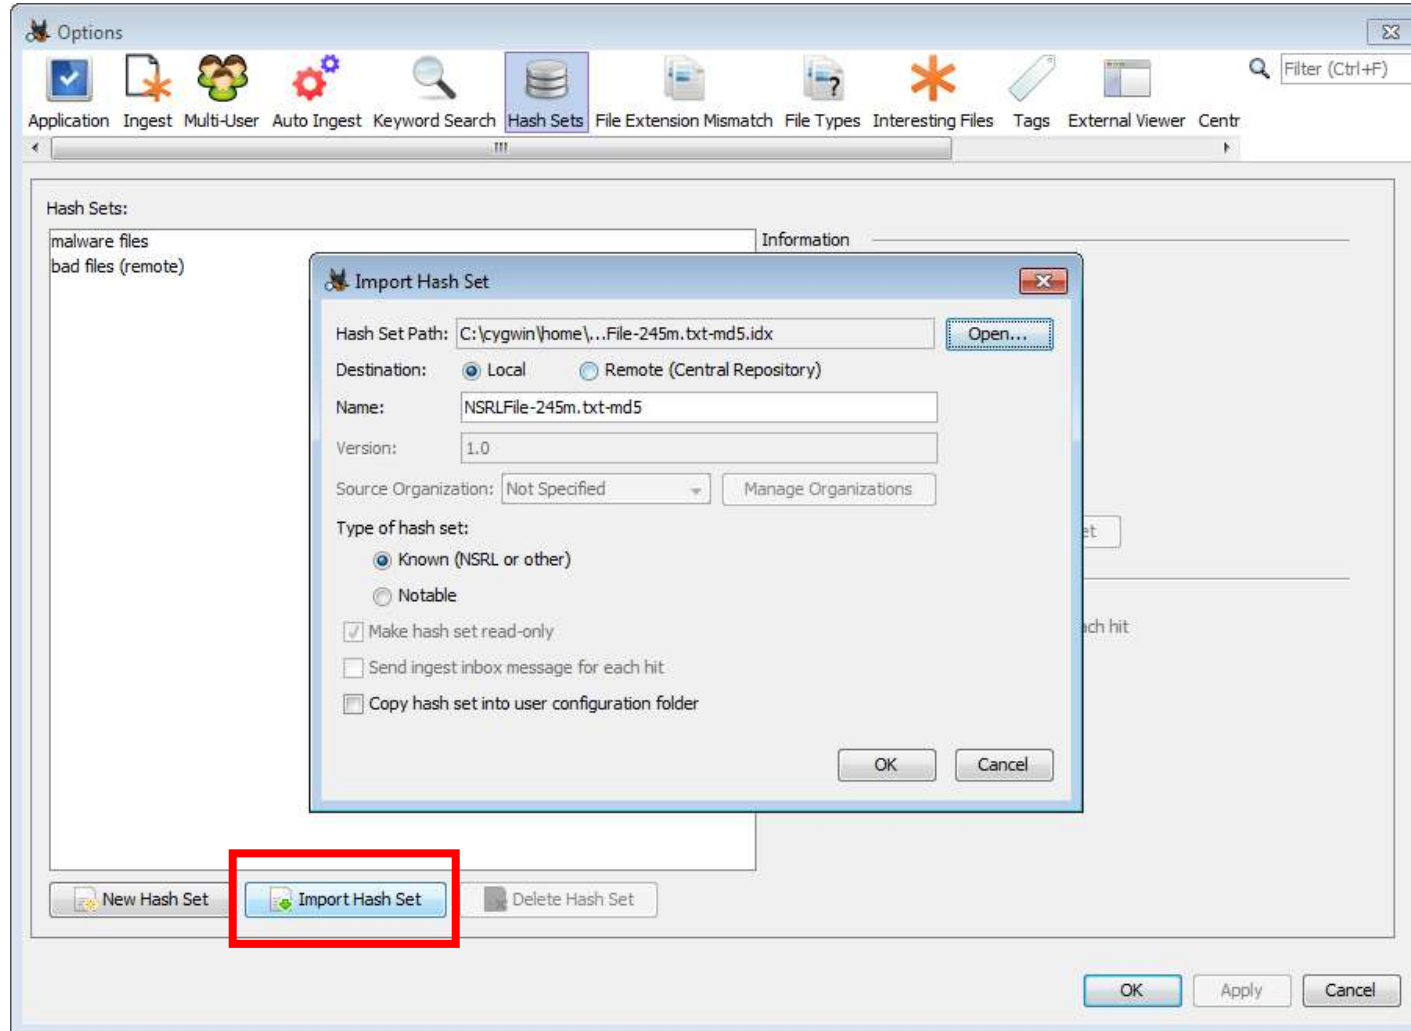 Options
Filter (Ctrl+F)
Application Ingest Multi-User Auto Ingest Keyword Search Hash Sets File Extension Mismatch File Types Interesting Files Tags External Viewer Centr
Hash Sets:
malware files
bad files (remote)
Information
Import Hash Set
Hash Set Path: C:\cygwin\home\...File-245m.txt-md5.idx Open...
Destination: Local Remote (Central Repository)
Name: NSRLFile-245m.txt-md5
Version: 1.0
Source Organization: Not Specified Manage Organizations
Type of hash set:
Known (NSRL or other)
Notable
Make hash set read-only
Send ingest inbox message for each hit
Copy hash set into user configuration folder
OK Cancel
et
ach hit
New Hash Set Import Hash Set Delete Hash Set
OK Apply Cancel